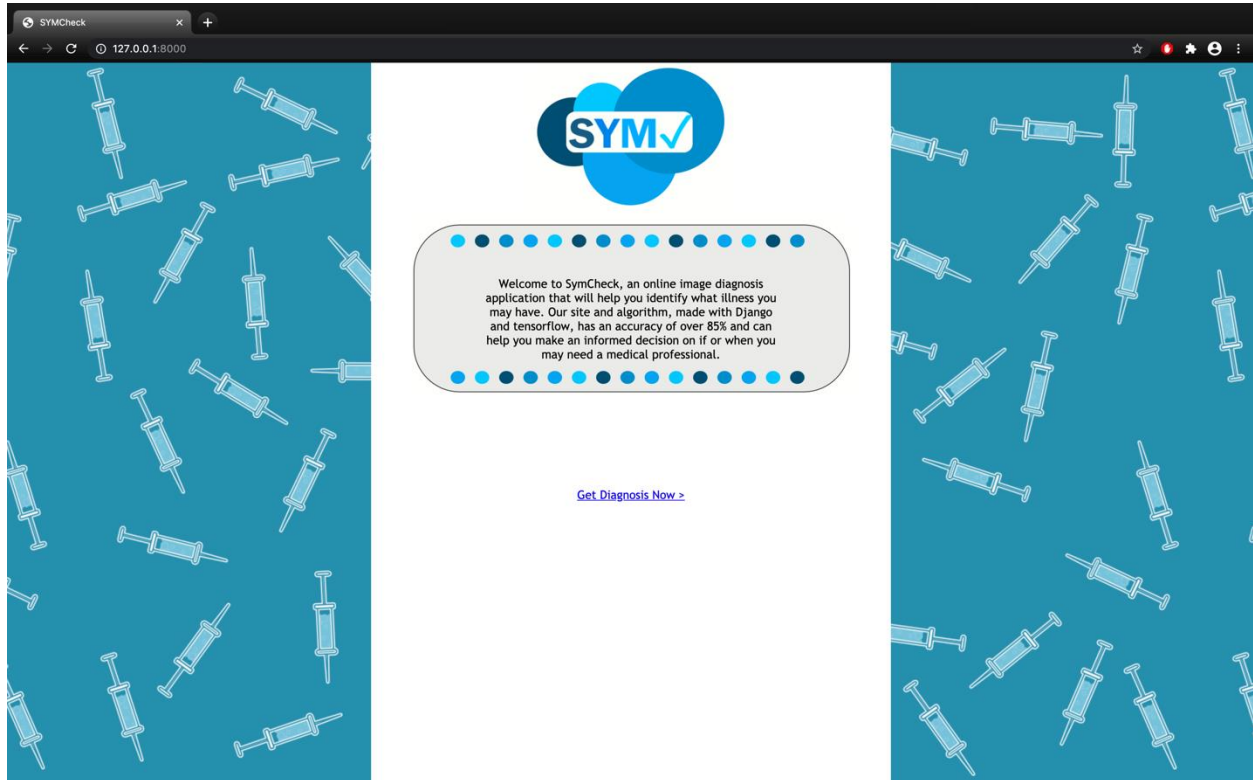 SYMCheck
127.0.0.1:8000
SYM
Welcome to SymCheck, an online image diagnosis
application that will help you identify what illness you
may have. Our site and algorithm, made with Django
and tensorflow, has an accuracy of over 85% and can
help you make an informed decision on if or when you
may need a medical professional.
Get Diagnosis Now >